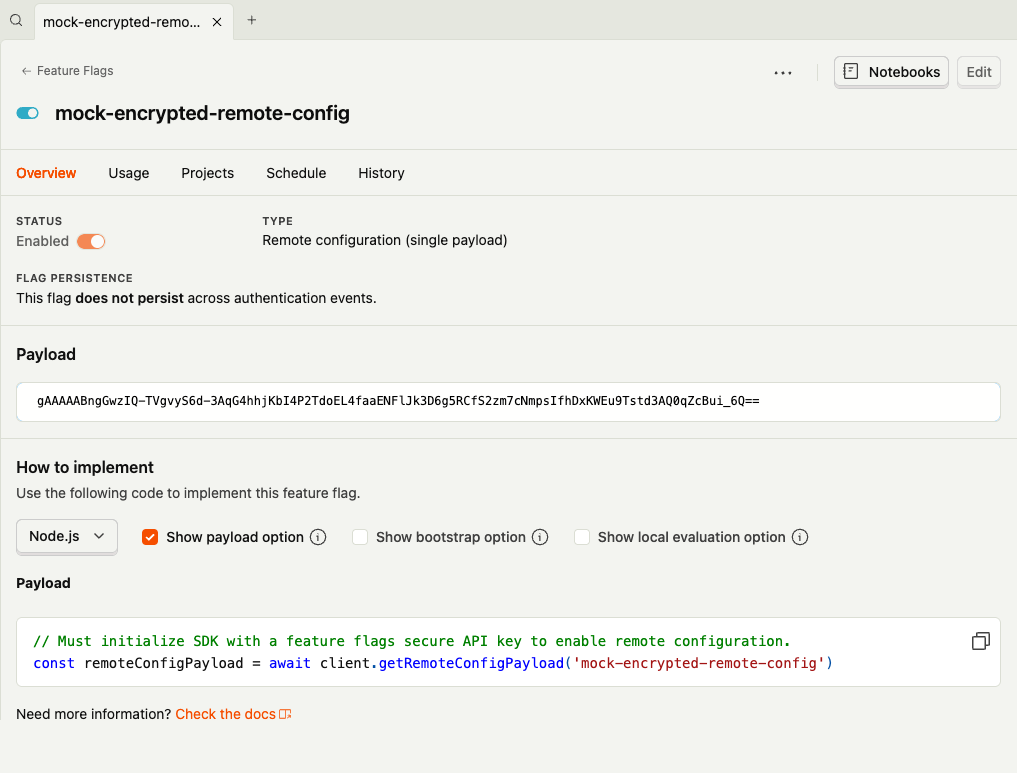 mock-encrypted-remo...
Feature Flags
Notebooks
Edit
mock-encrypted-remote-config
Overview
Usage
Projects
Schedule
History
STATUS
TYPE
Enabled
Remote configuration (single payload)
FLAG PERSISTENCE
This flag does not persist across authentication events.
Payload
gAAAAABngGwzIQ-TVgvyS6d-3AqG4hhjKbI4P2TdoEL4faaENFlJk3D6g5RCfS2zm7cNmpsIfhDxKWEu9Tstd3AQ0qZcBui_6Q==
How to implement
Use the following code to implement this feature flag.
Node.js
Show payload option
Show bootstrap option
Show local evaluation option
Payload
// Must initialize SDK with a feature flags secure API key to enable remote configuration.
const remoteConfigPayload = await client.getRemoteConfigPayload('mock-encrypted-remote-config')
Need more information? Check the docs